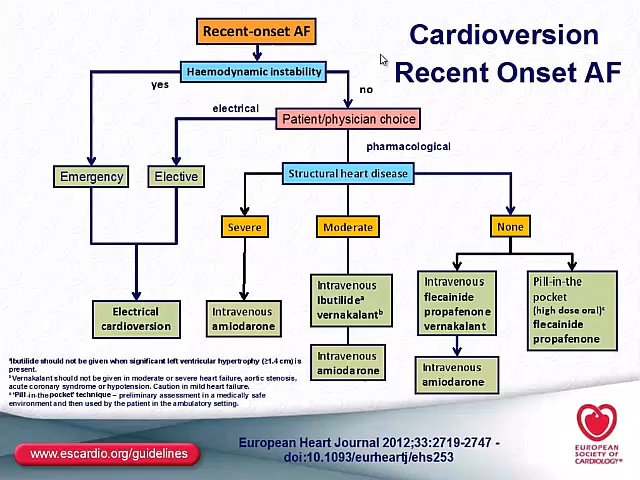 Recent-onset AF
Cardioversion
Recent Onset AF
Haemodynamic instability
yes
no
electrical
Patient/physician choice
pharmacological
Emergency
Elective
Structural heart disease
Severe
Moderate
None
Electrical
cardioversion
Intravenous
amiodarone
Intravenous
Ibutilideᵃ
vernakalantᵇ
Intravenous
amiodarone
Intravenous
flecainide
propafenone
vernakalant
Intravenous
amiodarone
Pill-in-the
pocket
(high dose oral)ᶜ
flecainide
propafenone
ᵃIbutilide should not be given when significant left ventricular hypertrophy (≥1.4 cm) is
present.
ᵇVernakalant should not be given in moderate or severe heart failure, aortic stenosis,
acute coronary syndrome or hypotension. Caution in mild heart failure.
ᶜ 'Pill-in-the pocket' technique – preliminary assessment in a medically safe
environment and then used by the patient in the ambulatory setting.
www.escardio.org/guidelines
European Heart Journal 2012;33:2719-2747 -
doi:10.1093/eurheartj/ehs253
EUROPEAN
SOCIETY OF
CARDIOLOGY®